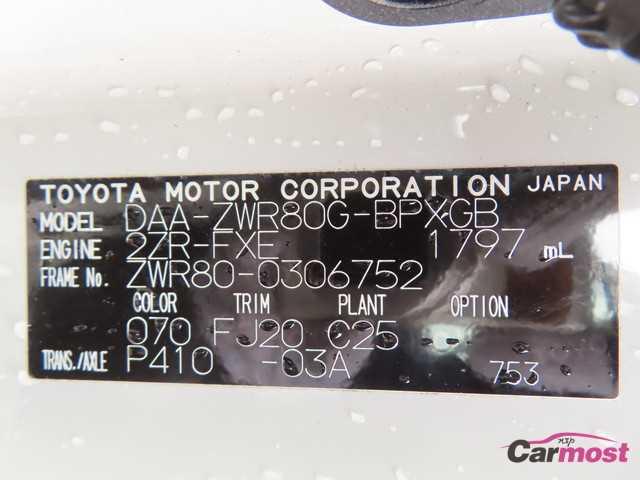 TOYOTA MOTOR CORPORATION JAPAN
MODEL DAA-ZWR80G-BPXGB
ENGINE 2ZR-FXE 1797 mL
FRAME No. ZWR80-0306752
COLOR TRIM PLANT OPTION
070 FJ20 C25
TRANS./AXLE P410 -03A 753
nxp
Carmost